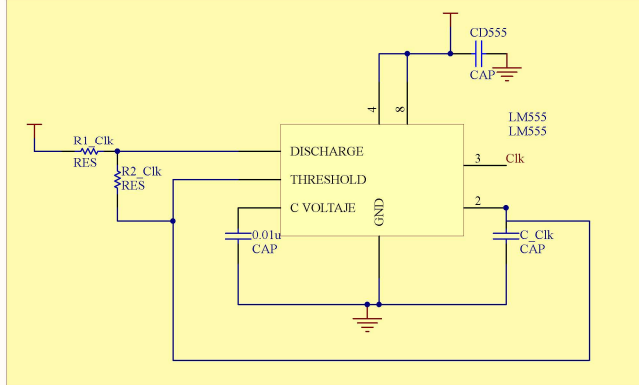 CD555
CAP
4
8
LM555
LM555
R1_Clk
RES
DISCHARGE
3
Clk
R2_Clk
RES
THRESHOLD
C VOLTAJE
GND
2
0.01u
CAP
C_Clk
CAP